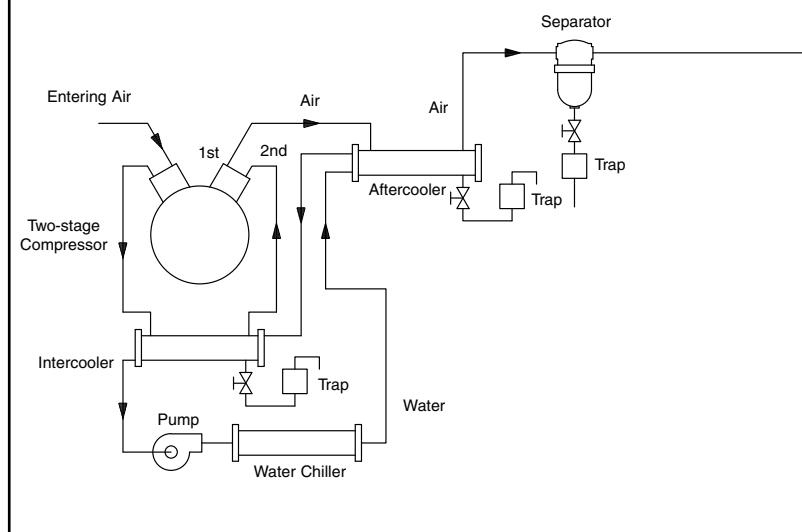 Separator
Entering Air
Air
Air
1st
2nd
Trap
Aftercooler
Trap
Two-stage
Compressor
Intercooler
Trap
Water
Pump
Water Chiller